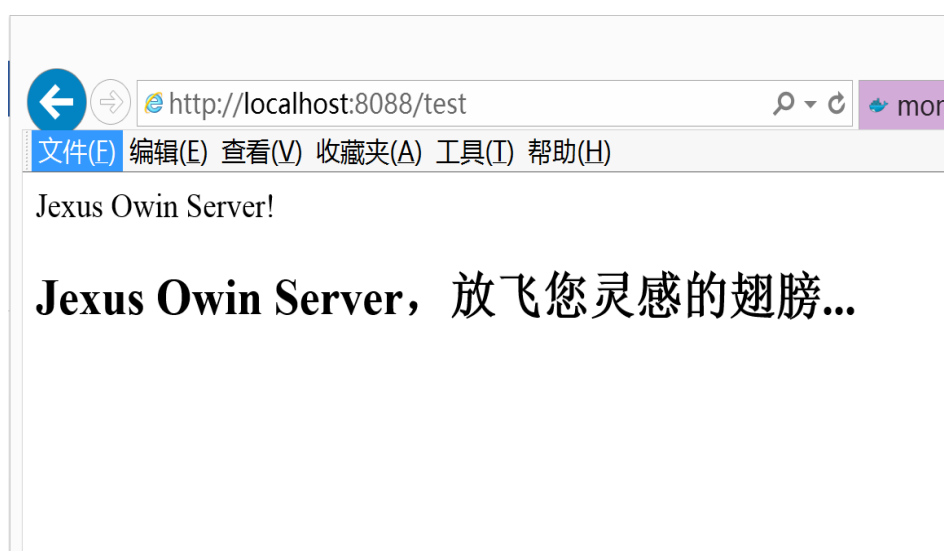 http://localhost:8088/test
文件(F) 编辑(E) 查看(V) 收藏夹(A) 工具(T) 帮助(H)
Jexus Owin Server!
Jexus Owin Server，放飞您灵感的翅膀...